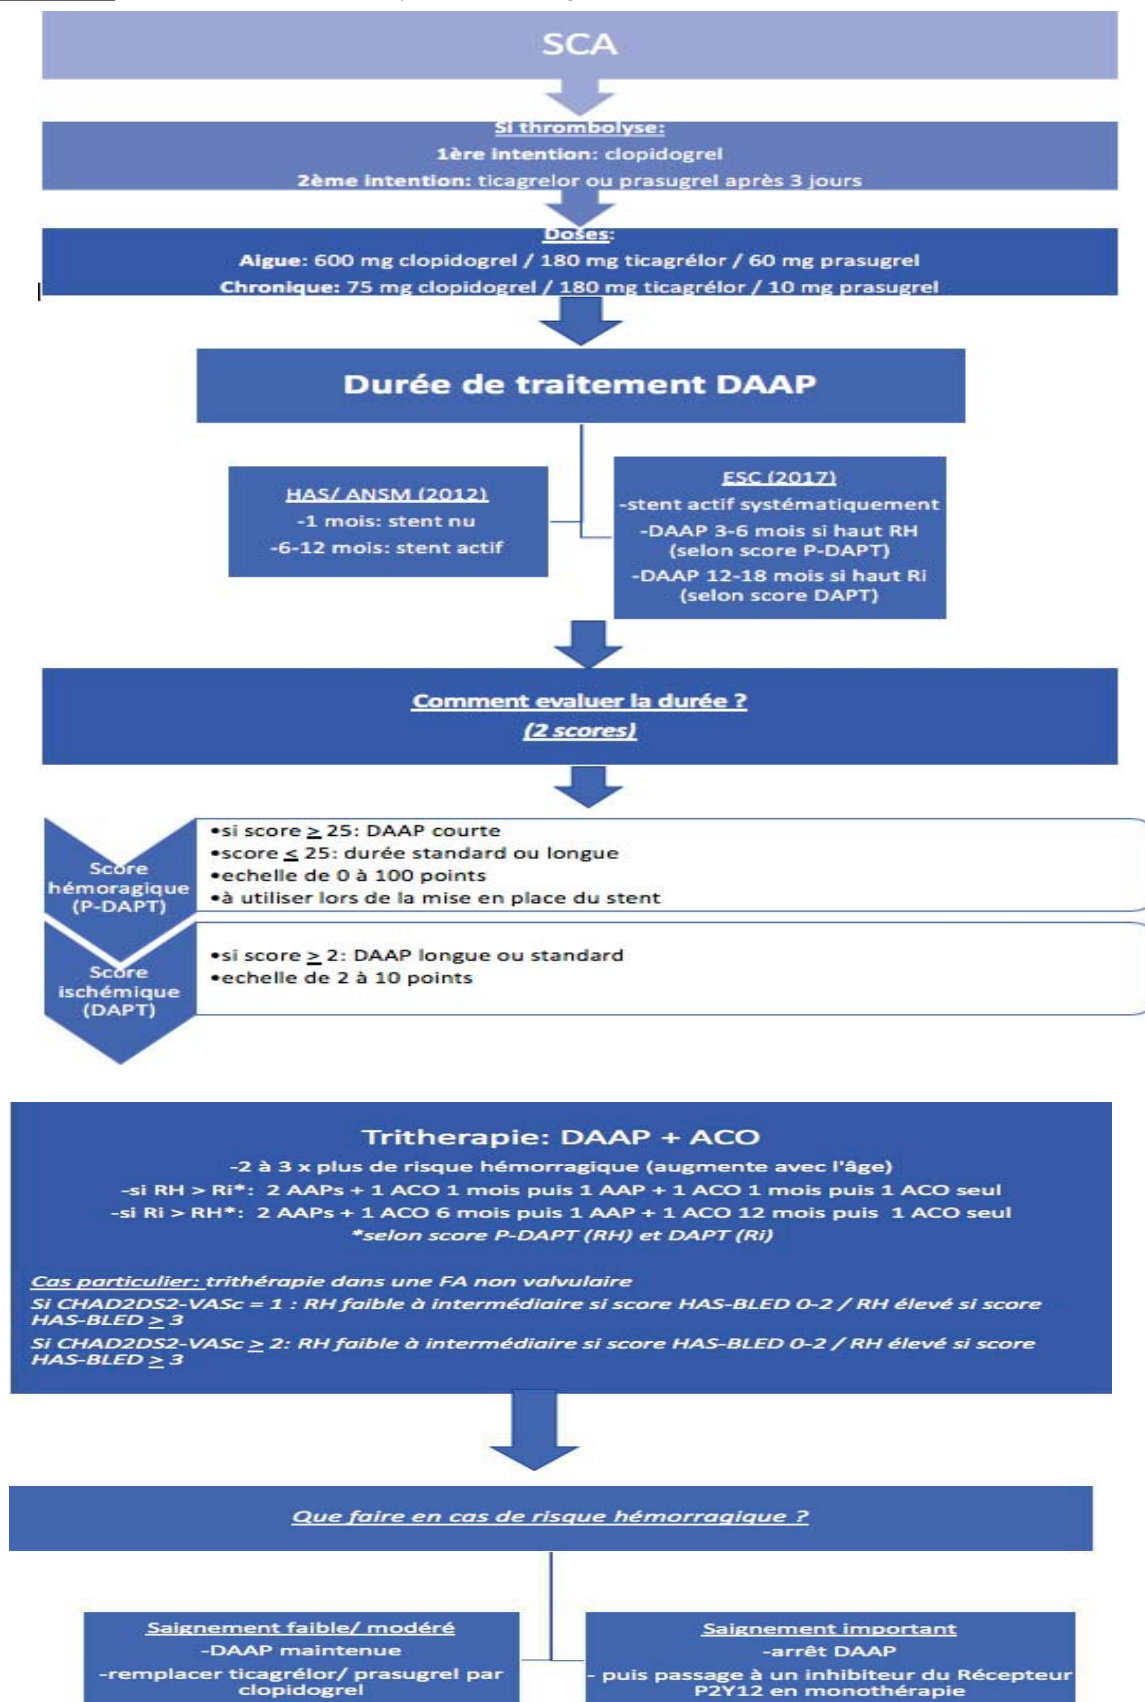 SCA
Si thrombolyse:
1ère intention: clopidogrel
2ème intention: ticagrelor ou prasugrel après 3 jours
Doses:
Aigue: 600 mg clopidogrel / 180 mg ticagrélor / 60 mg prasugrel
Chronique: 75 mg clopidogrel / 180 mg ticagrélor / 10 mg prasugrel
Durée de traitement DAAP
HAS/ ANSM (2012)
-1 mois: stent nu
-6-12 mois: stent actif
ESC (2017)
-stent actif systématiquement
-DAAP 3-6 mois si haut RH
(selon score P-DAPT)
-DAAP 12-18 mois si haut Ri
(selon score DAPT)
Comment evaluer la durée ?
(2 scores)
Score
hémoragique
(P-DAPT)
•si score ≥ 25: DAAP courte
•score ≤ 25: durée standard ou longue
•echelle de 0 à 100 points
•à utiliser lors de la mise en place du stent
Score
ischémique
(DAPT)
•si score ≥ 2: DAAP longue ou standard
•echelle de 2 à 10 points
Tritherapie: DAAP + ACO
-2 à 3 x plus de risque hémorragique (augmente avec l'âge)
-si RH > Ri*: 2 AAPs + 1 ACO 1 mois puis 1 AAP + 1 ACO 1 mois puis 1 ACO seul
-si Ri > RH*: 2 AAPs + 1 ACO 6 mois puis 1 AAP + 1 ACO 12 mois puis 1 ACO seul
*selon score P-DAPT (RH) et DAPT (Ri)
Cas particulier: trithérapie dans une FA non valvulaire
Si CHAD2DS2-VASc = 1 : RH faible à intermédiaire si score HAS-BLED 0-2 / RH élevé si score
HAS-BLED ≥ 3
Si CHAD2DS2-VASc ≥ 2: RH faible à intermédiaire si score HAS-BLED 0-2 / RH élevé si score
HAS-BLED ≥ 3
Que faire en cas de risque hémorragique ?
Saignement faible/ modéré
-DAAP maintenue
-remplacer ticagrélor/ prasugrel par
clopidogrel
Saignement important
-arrêt DAAP
- puis passage à un inhibiteur du Récepteur
P2Y12 en monothérapie